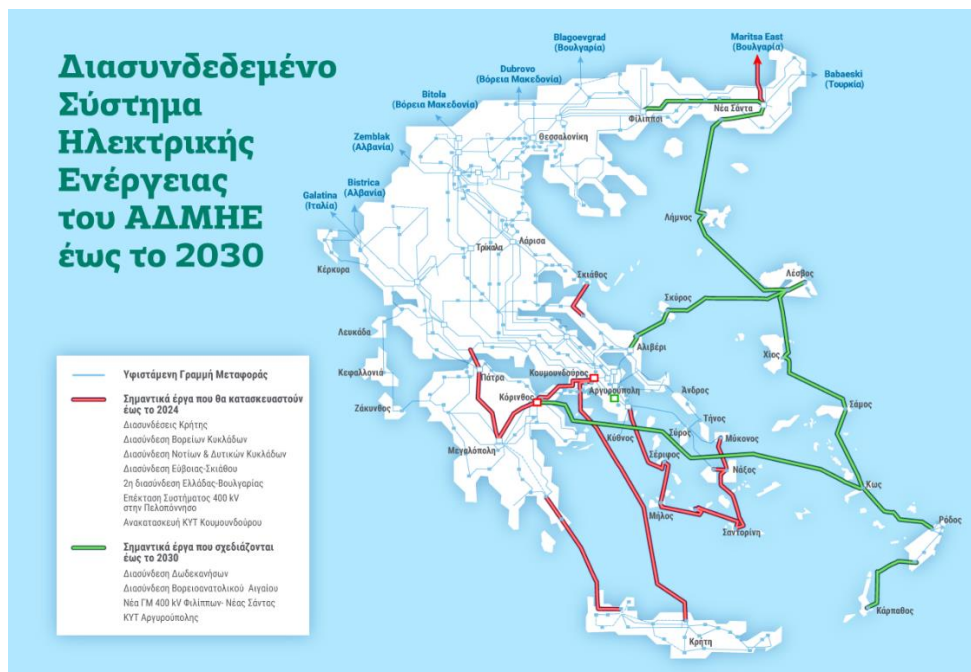 Διασυνδεδεμένο
Σύστημα
Ηλεκτρικής
Ενέργειας
του ΑΔΜΗΕ
έως το 2030
Blagoevgrad
(Βουλγαρία)
Maritsa East
(Βουλγαρία)
Dubrovo
(Βόρεια Μακεδονία)
Babaeski
(Τουρκία)
Bitola
(Βόρεια Μακεδονία)
Zemblak
(Αλβανία)
Bistrica
(Αλβανία)
Galatina
(Ιταλία)
Νέα Σάντα
Φίλιπποι
Θεσσαλονίκη
Λήμνος
Τρίκαλα
Λάρισα
Κέρκυρα
Σκιάθος
Λέσβος
Σκύρος
Λευκάδα
Αλιβέρι
Χίος
Κεφαλλονιά
Πάτρα
Κουμουνδούρος
Αργυρούπολη
Άνδρος
Κόρινθος
Ζάκυνθος
Τήνος
Σάμος
Κύθνος
Σύρος
Μύκονος
Μεγαλόπολη
Σέριφος
Νάξος
Κως
Μήλος
Σαντορίνη
Ρόδος
Κάρπαθος
Κρήτη
Υφιστάμενη Γραμμή Μεταφοράς
Σημαντικά έργα που θα κατασκευαστούν
έως το 2024
Διασυνδέσεις Κρήτης
Διασύνδεση Βορείων Κυκλάδων
Διασύνδεση Νοτίων & Δυτικών Κυκλάδων
Διασύνδεση Εύβοιας-Σκιάθου
2η διασύνδεση Ελλάδας-Βουλγαρίας
Επέκταση Συστήματος 400 kV
στην Πελοπόννησο
Ανακατασκευή ΚΥΤ Κουμουνδούρου
Σημαντικά έργα που σχεδιάζονται
έως το 2030
Διασύνδεση Δωδεκανήσων
Διασύνδεση Βορειοανατολικού Αιγαίου
Νέα ΓΜ 400 kV Φιλίππων- Νέας Σάντας
ΚΥΤ Αργυρούπολης